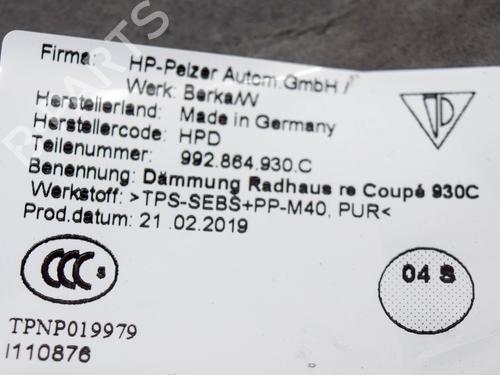 Firma: HP-Pelzer Autom.GmbH /
Werk: Berka/W
Herstellerland: Made in Germany
Herstellercode: HPD
Teilenummer: 992.864.930.C
Benennung: Dämmung Radhaus re Coupé 930C
Werkstoff: >TPS-SEBS+PP-M40, PUR<
Prod.datum: 21 .02.2019
CCC S
04 S
TPNP019979
I110876